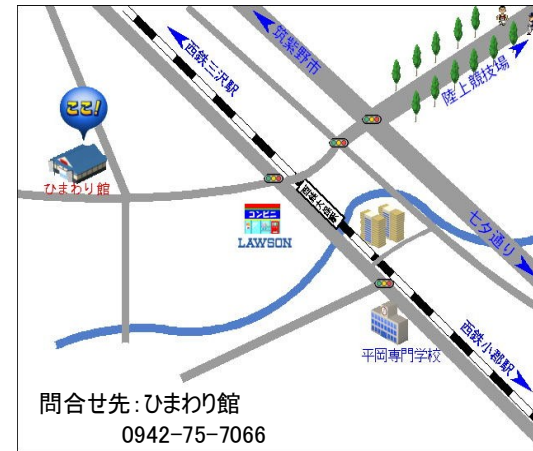 西鉄三沢駅
筑紫野市
陸上競技場
ここ!
ひまわり館
コンビニ
LAWSON
七夕通り
平岡専門学校
西鉄小郡駅
問合せ先：ひまわり館
0942-75-7066